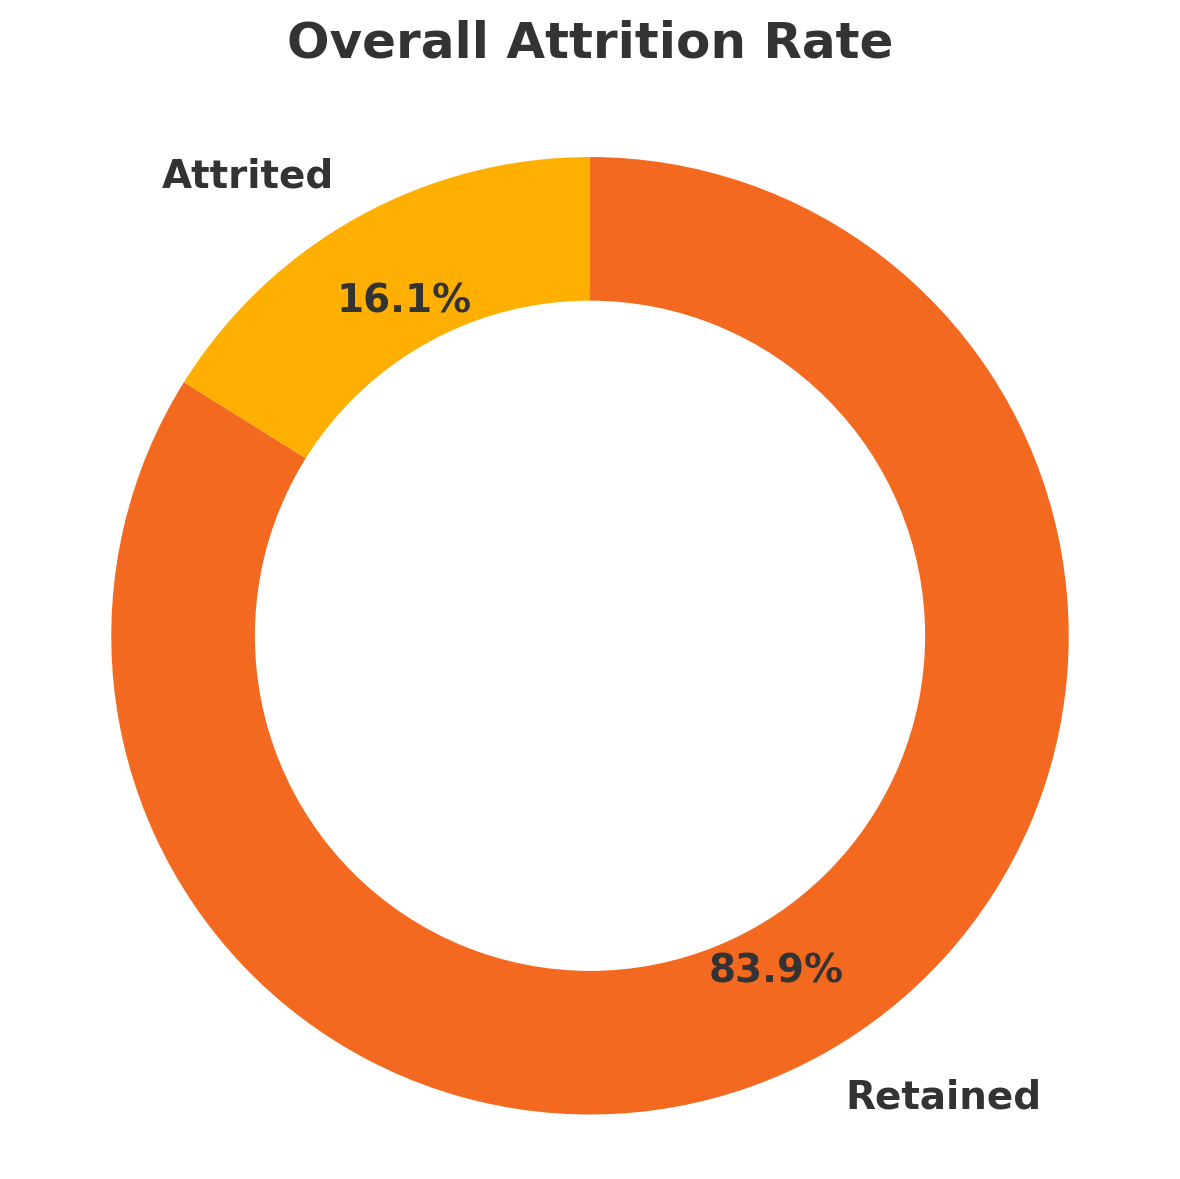 Overall Attrition Rate
Attrited
16.1%
83.9%
Retained